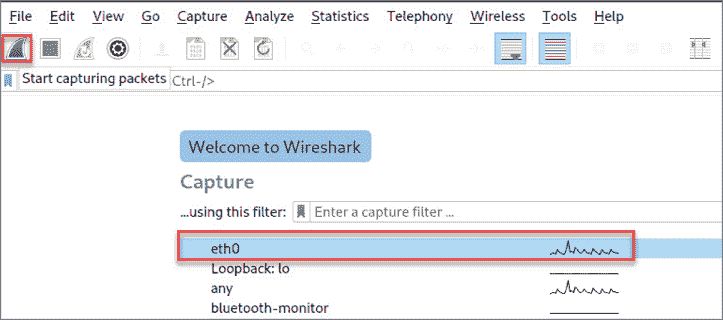 File Edit View Go Capture Analyze Statistics Telephony Wireless Tools Help
Start capturing packets Ctrl-/>
Welcome to Wireshark
Capture
...using this filter: Enter a capture filter ...
eth0
Loopback: lo
any
bluetooth-monitor